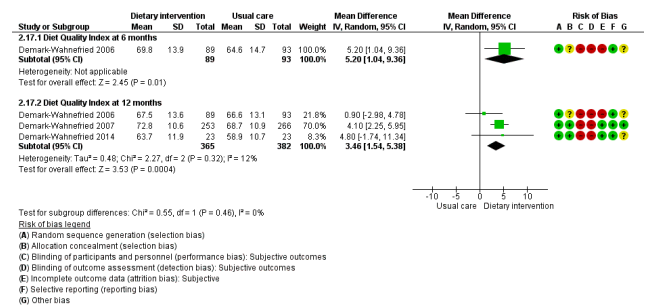 Dietary intervention Usual care Mean Difference Mean Difference Risk of Bias
Study or Subgroup Mean SD Total Mean SD Total Weight IV, Random, 95% CI IV, Random, 95% CI A B C D E F G
2.17.1 Diet Quality Index at 6 months
Demark-Wahnefried 2006 69.8 13.9 89 64.6 14.7 93 100.0% 5.20 [1.04, 9.36] + ? - - - + ?
Subtotal (95% CI) 89 93 100.0% 5.20 [1.04, 9.36]
Heterogeneity: Not applicable
Test for overall effect: Z = 2.45 (P = 0.01)
2.17.2 Diet Quality Index at 12 months
Demark-Wahnefried 2006 67.5 13.6 89 66.6 13.1 93 21.8% 0.90 [-2.98, 4.78] + ? - - - + ?
Demark-Wahnefried 2007 72.8 10.6 253 68.7 10.9 266 70.0% 4.10 [2.25, 5.95]
Demark-Wahnefried 2014 63.7 11.9 23 58.9 10.7 23 8.3% 4.80 [-1.74, 11.34]
Subtotal (95% CI) 365 382 100.0% 3.46 [1.54, 5.38]
Heterogeneity: Tau² = 0.48; Chi² = 2.27, df = 2 (P = 0.32); I² = 12%
Test for overall effect: Z = 3.53 (P = 0.0004)
-10 -5 0 5 10
Usual care Dietary intervention
Test for subgroup differences: Chi² = 0.55, df = 1 (P = 0.46), I² = 0%
Risk of bias legend
(A) Random sequence generation (selection bias)
(B) Allocation concealment (selection bias)
(C) Blinding of participants and personnel (performance bias): Subjective outcomes
(D) Blinding of outcome assessment (detection bias): Subjective outcomes
(E) Incomplete outcome data (attrition bias): Subjective
(F) Selective reporting (reporting bias)
(G) Other bias